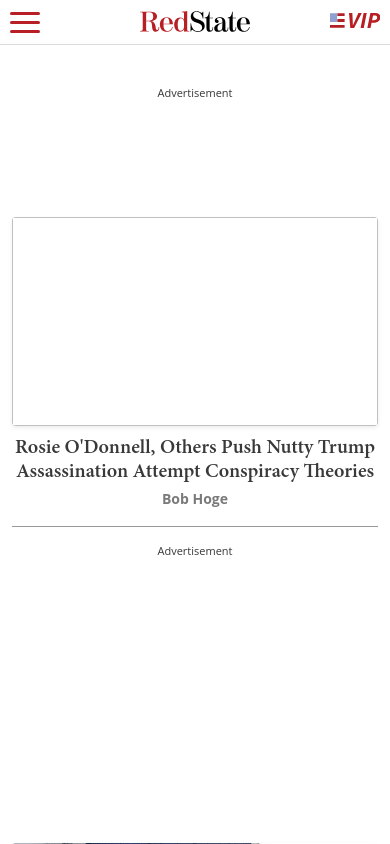 RedState
VIP
Advertisement
Rosie O'Donnell, Others Push Nutty Trump
Assassination Attempt Conspiracy Theories
Bob Hoge
Advertisement